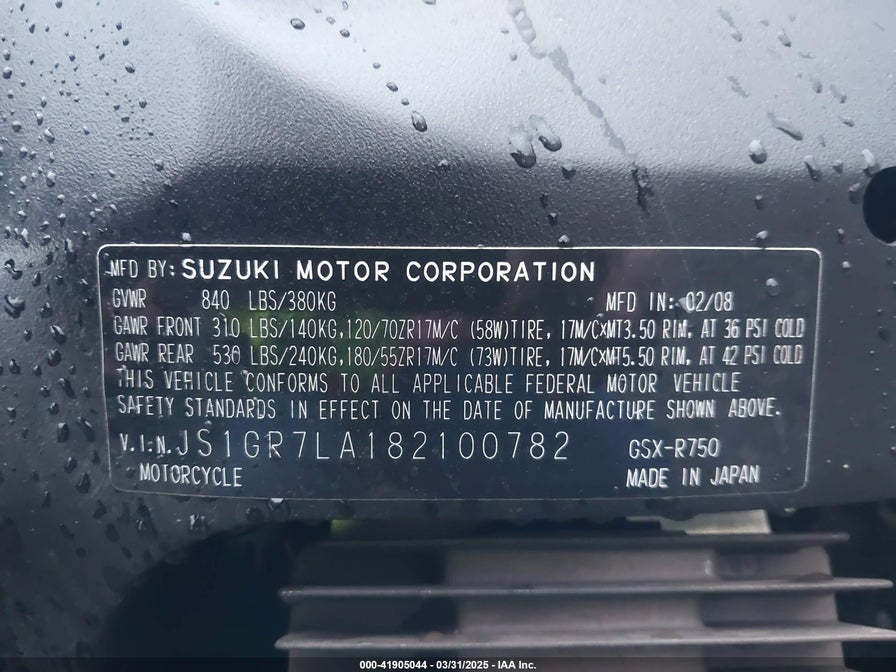 MFD BY: SUZUKI MOTOR CORPORATION
GVWR 840 LBS/380KG MFD IN: 02/08
GAWR FRONT 310 LBS/140KG,120/70ZR17M/C (58W)TIRE, 17M/C×MT3.50 RIM, AT 36 PSI COLD
GAWR REAR 530 LBS/240KG,180/55ZR17M/C (73W)TIRE, 17M/C×MT5.50 RIM, AT 42 PSI COLD
THIS VEHICLE CONFORMS TO ALL APPLICABLE FEDERAL MOTOR VEHICLE
SAFETY STANDARDS IN EFFECT ON THE DATE OF MANUFACTURE SHOWN ABOVE.
V.I.N. JS1GR7LA182100782 GSX-R750
MOTORCYCLE MADE IN JAPAN
000-41905044 - 03/31/2025 - IAA Inc.